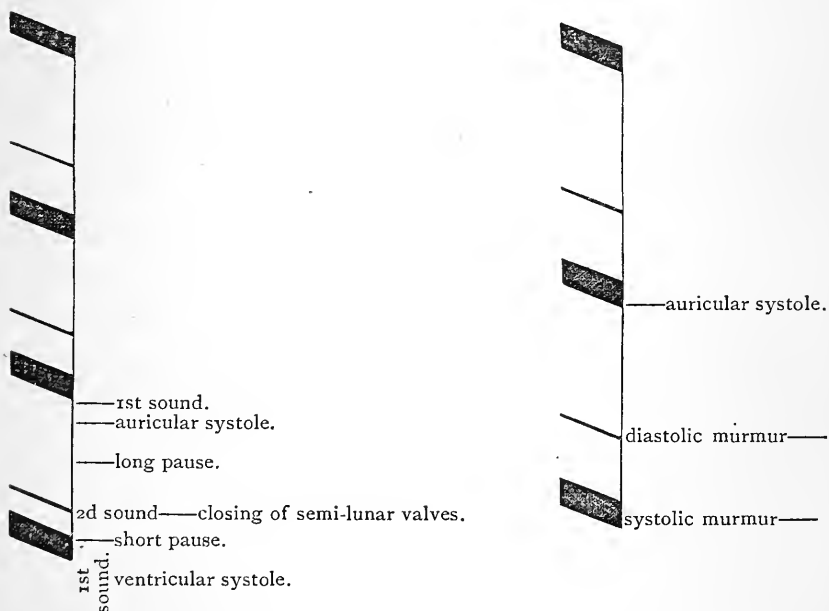 1st sound.
auricular systole.
long pause.
2d sound——closing of semi-lunar valves.
short pause.
1st
sound.
ventricular systole.
auricular systole.
diastolic murmur
systolic murmur